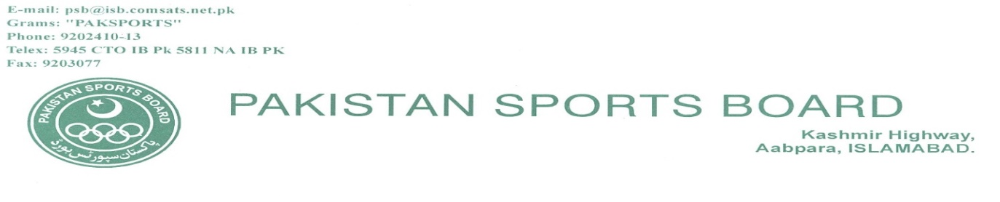 E-mail: psb@isb.comsats.net.pk
Grams: "PAKSPORTS"
Phone: 9202410-13
Telex: 5945 CTO IB Pk 5811 NA IB PK
Fax: 9203077
PAKISTAN SPORTS BOARD
پاکستان سپورٹس بورڈ
PAKISTAN SPORTS BOARD
Kashmir Highway,
Aabpara, ISLAMABAD.